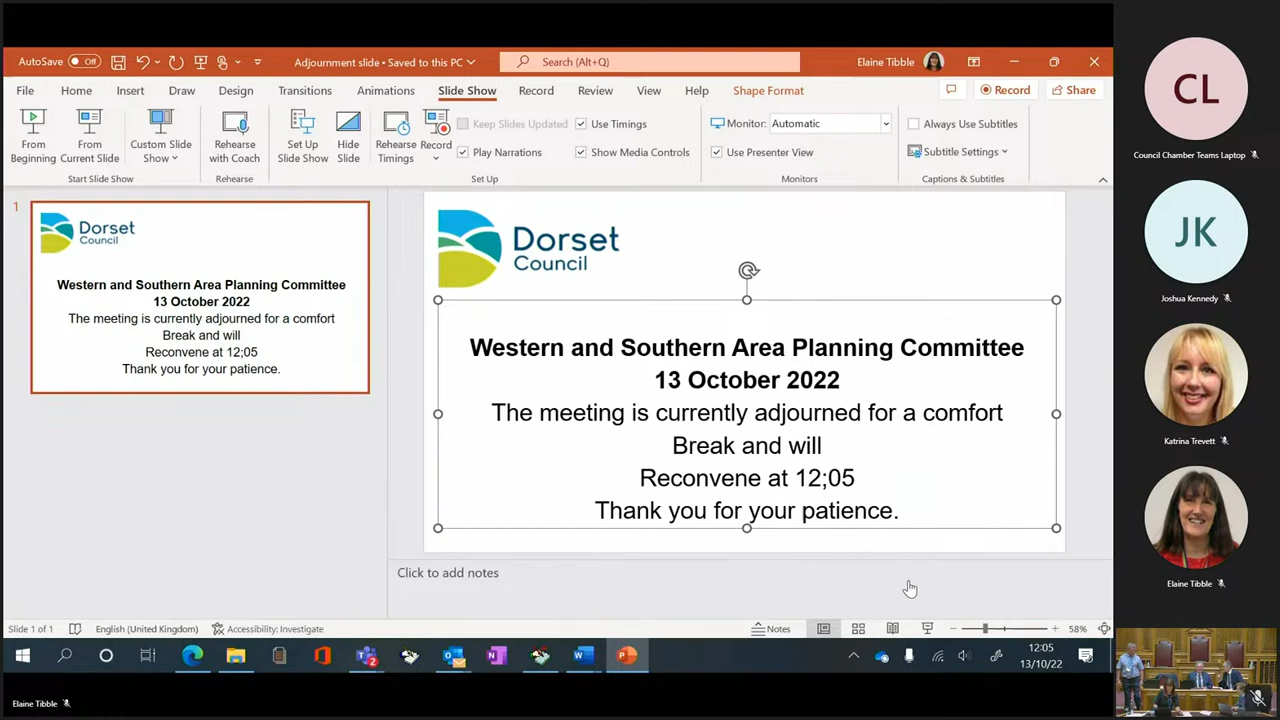 AutoSave Off
Adjournment slide • Saved to this PC
Search (Alt+Q)
Elaine Tibble
File Home Insert Draw Design Transitions Animations Slide Show Record Review View Help Shape Format
Record
Share
From Beginning
From Current Slide
Custom Slide Show
Start Slide Show
Rehearse with Coach
Rehearse
Set Up Slide Show
Hide Slide
Rehearse Timings
Record
Keep Slides Updated
Play Narrations
Use Timings
Show Media Controls
Set Up
Monitor: Automatic
Use Presenter View
Monitors
Always Use Subtitles
Subtitle Settings
Captions & Subtitles
1
Dorset
Council
Western and Southern Area Planning Committee
13 October 2022
The meeting is currently adjourned for a comfort
Break and will
Reconvene at 12;05
Thank you for your patience.
Dorset
Council
Western and Southern Area Planning Committee
13 October 2022
The meeting is currently adjourned for a comfort
Break and will
Reconvene at 12;05
Thank you for your patience.
Click to add notes
Slide 1 of 1
English (United Kingdom)
Accessibility: Investigate
Notes
58%
12:05
13/10/22
Elaine Tibble
CL
Council Chamber Teams Laptop
JK
Joshua Kennedy
Katrina Trevett
Elaine Tibble